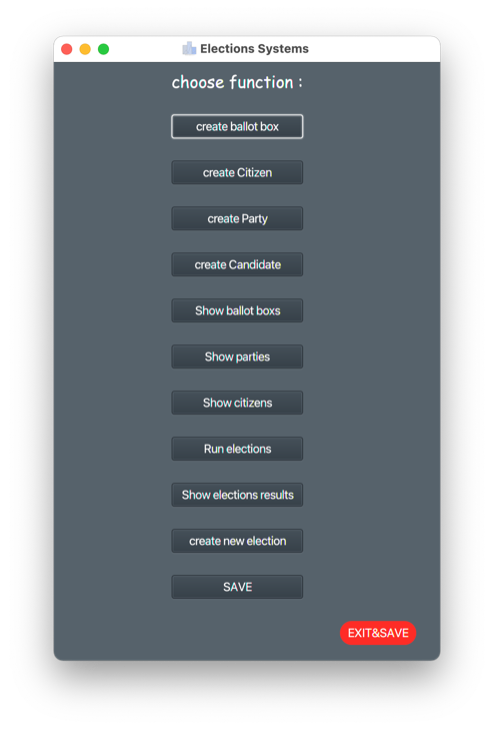 Elections Systems
choose function :
create ballot box
create Citizen
create Party
create Candidate
Show ballot boxs
Show parties
Show citizens
Run elections
Show elections results
create new election
SAVE
EXIT&SAVE